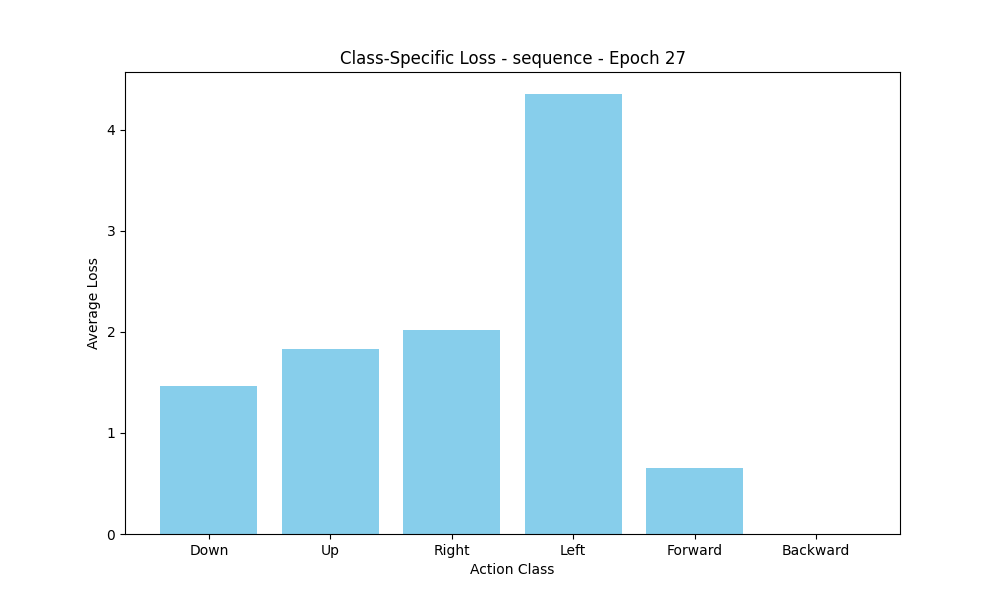 Class-Specific Loss - sequence - Epoch 27
Average Loss
4
3
2
1
0
Down Up Right Left Forward Backward
Action Class